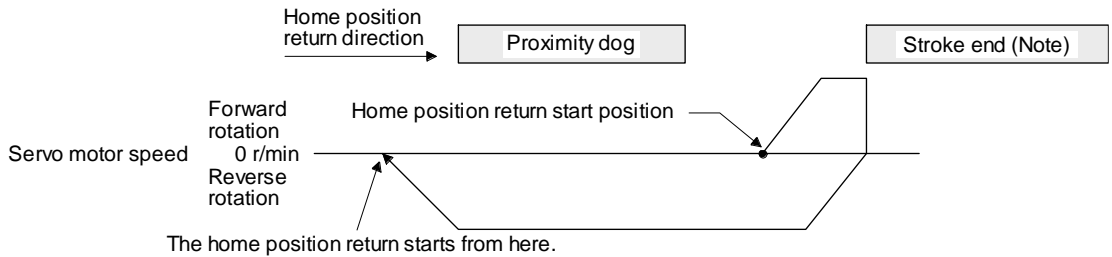 Home position
return direction
Proximity dog
Stroke end (Note)
Home position return start position
Forward
rotation
Servo motor speed 0 r/min
Reverse
rotation
The home position return starts from here.